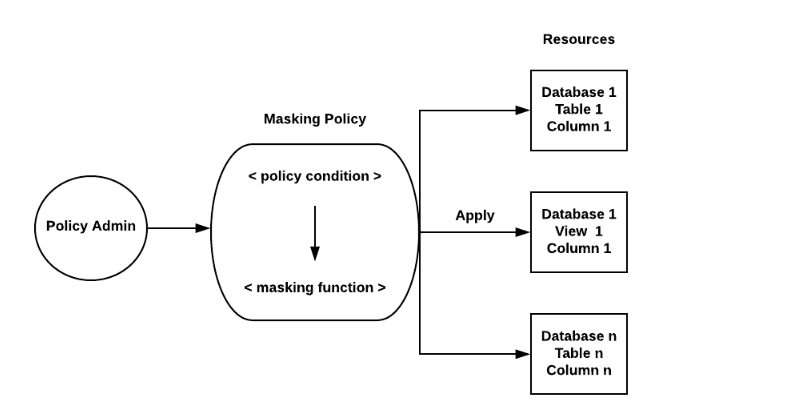 Resources
Database 1
Table 1
Column 1
Masking Policy
< policy condition >
Policy Admin
Apply
Database 1
View 1
Column 1
< masking function >
Database n
Table n
Column n